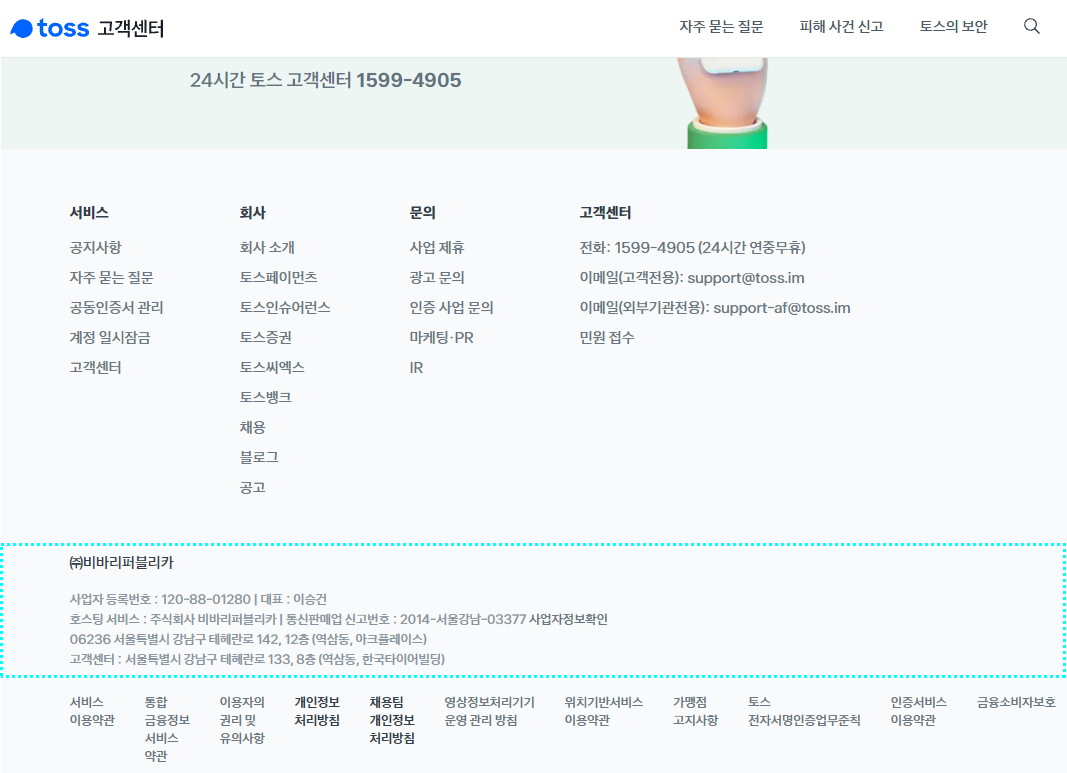 toss 고객센터
자주 묻는 질문 피해 사건 신고 토스의 보안
24시간 토스 고객센터 1599-4905
서비스
공지사항
자주 묻는 질문
공동인증서 관리
계정 일시잠금
고객센터
회사
회사 소개
토스페이먼츠
토스인슈어런스
토스증권
토스씨엑스
토스뱅크
채용
블로그
공고
문의
사업 제휴
광고 문의
인증 사업 문의
마케팅·PR
IR
고객센터
전화: 1599-4905 (24시간 연중무휴)
이메일(고객전용): support@toss.im
이메일(외부기관전용): support-af@toss.im
민원 접수
㈜비바리퍼블리카
사업자 등록번호 : 120-88-01280 | 대표 : 이승건
호스팅 서비스 : 주식회사 비바리퍼블리카 | 통신판매업 신고번호 : 2014-서울강남-03377 사업자정보확인
06236 서울특별시 강남구 테헤란로 142, 12층 (역삼동, 아크플레이스)
고객센터 : 서울특별시 강남구 테헤란로 133, 8층 (역삼동, 한국타이어빌딩)
서비스
이용약관
통합
금융정보
서비스
약관
이용자의
권리 및
유의사항
개인정보
처리방침
채용팀
개인정보
처리방침
영상정보처리기기
운영 관리 방침
위치기반서비스
이용약관
가맹점
고지사항
토스
전자서명인증업무준칙
인증서비스
이용약관
금융소비자보호